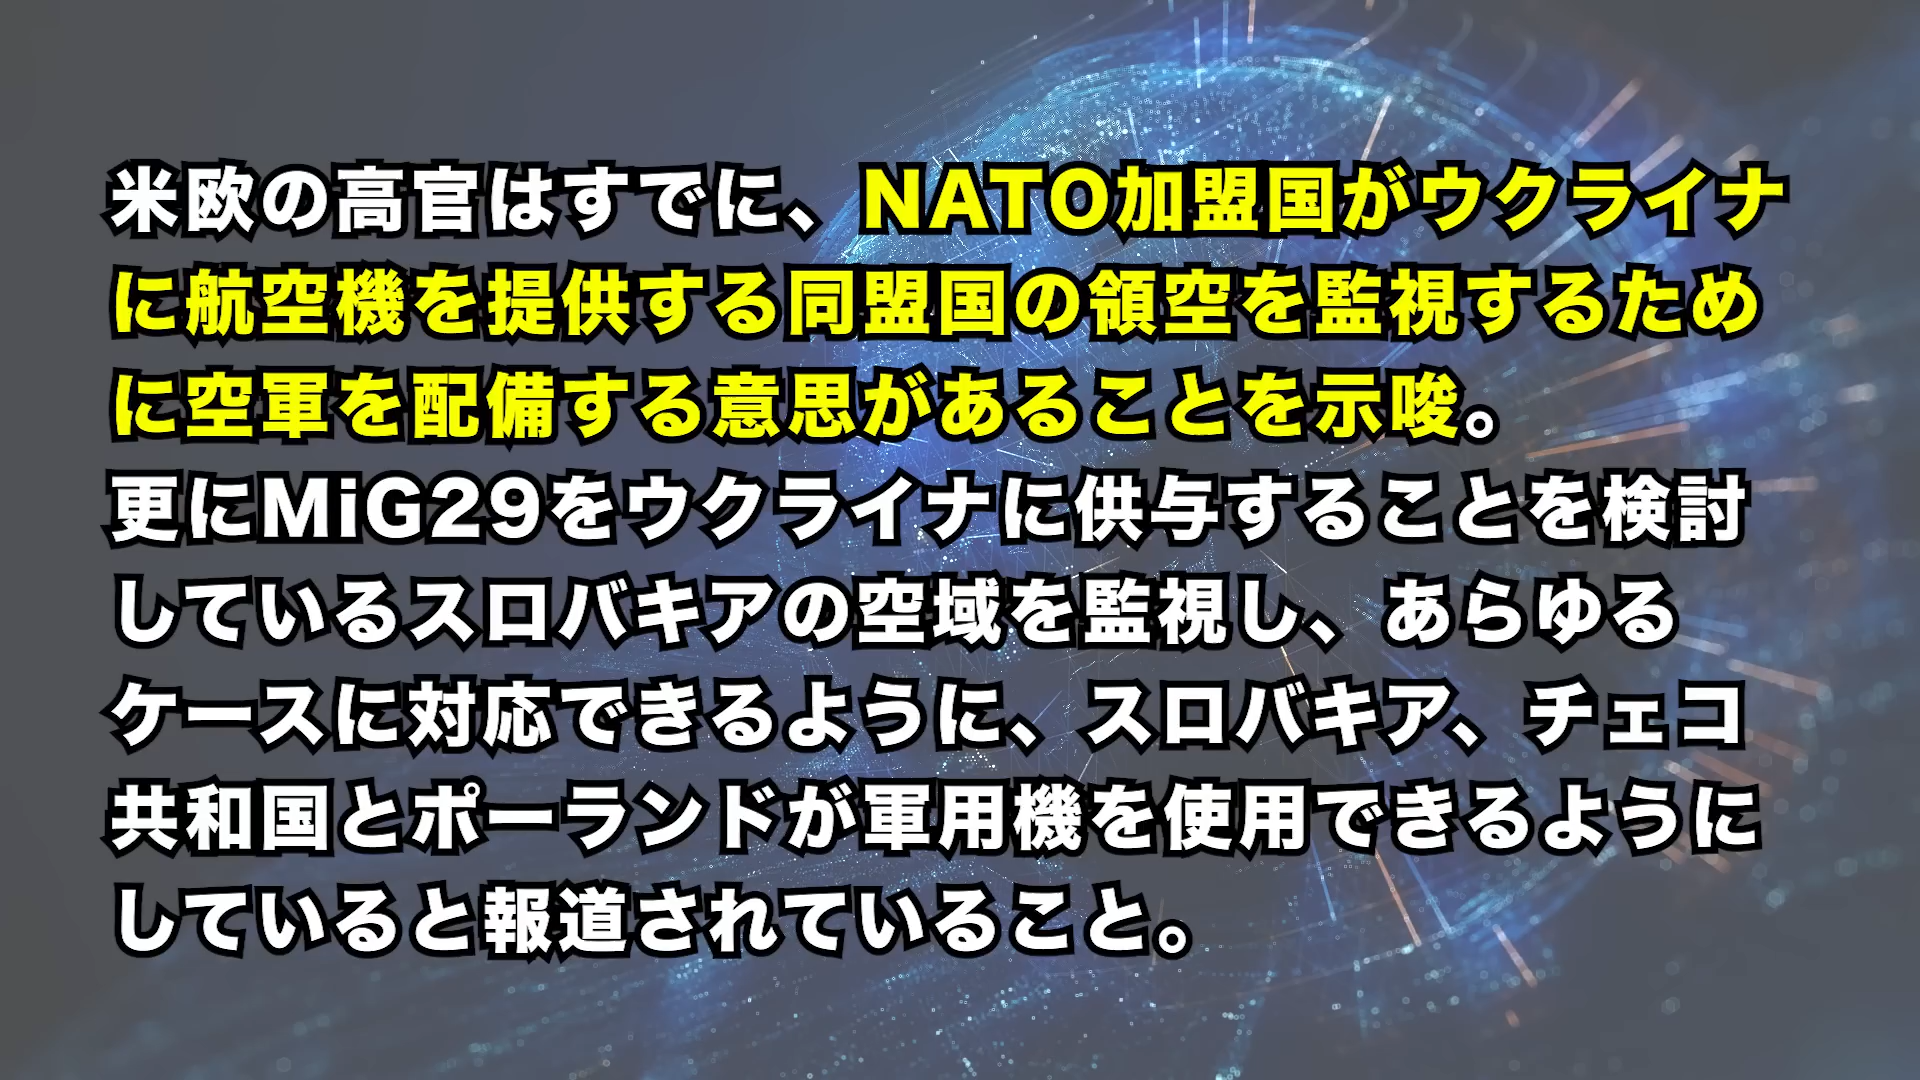 米欧の高官はすでに、NATO加盟国がウクライナ
に航空機を提供する同盟国の領空を監視するため
に空軍を配備する意思があることを示唆。
更にMiG29をウクライナに供与することを検討
しているスロバキアの空域を監視し、あらゆる
ケースに対応できるように、スロバキア、チェコ
共和国とポーランドが軍用機を使用できるように
していると報道されていること。